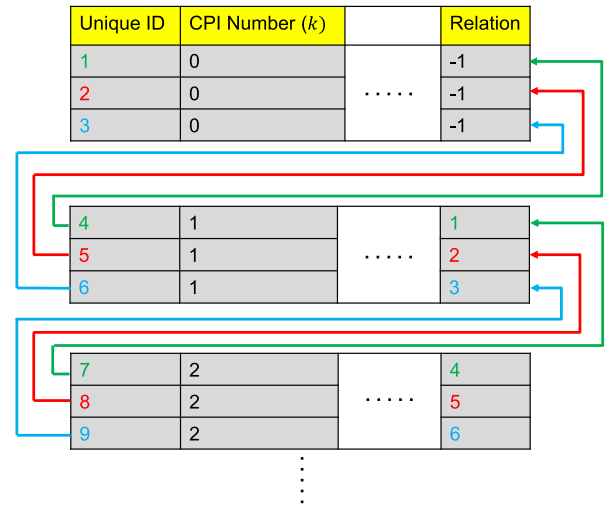 Unique ID CPI Number (k) Relation
1 0 -1
2 0 ..... -1
3 0 -1
4 1 1
5 1 ..... 2
6 1 3
7 2 4
8 2 ..... 5
9 2 6